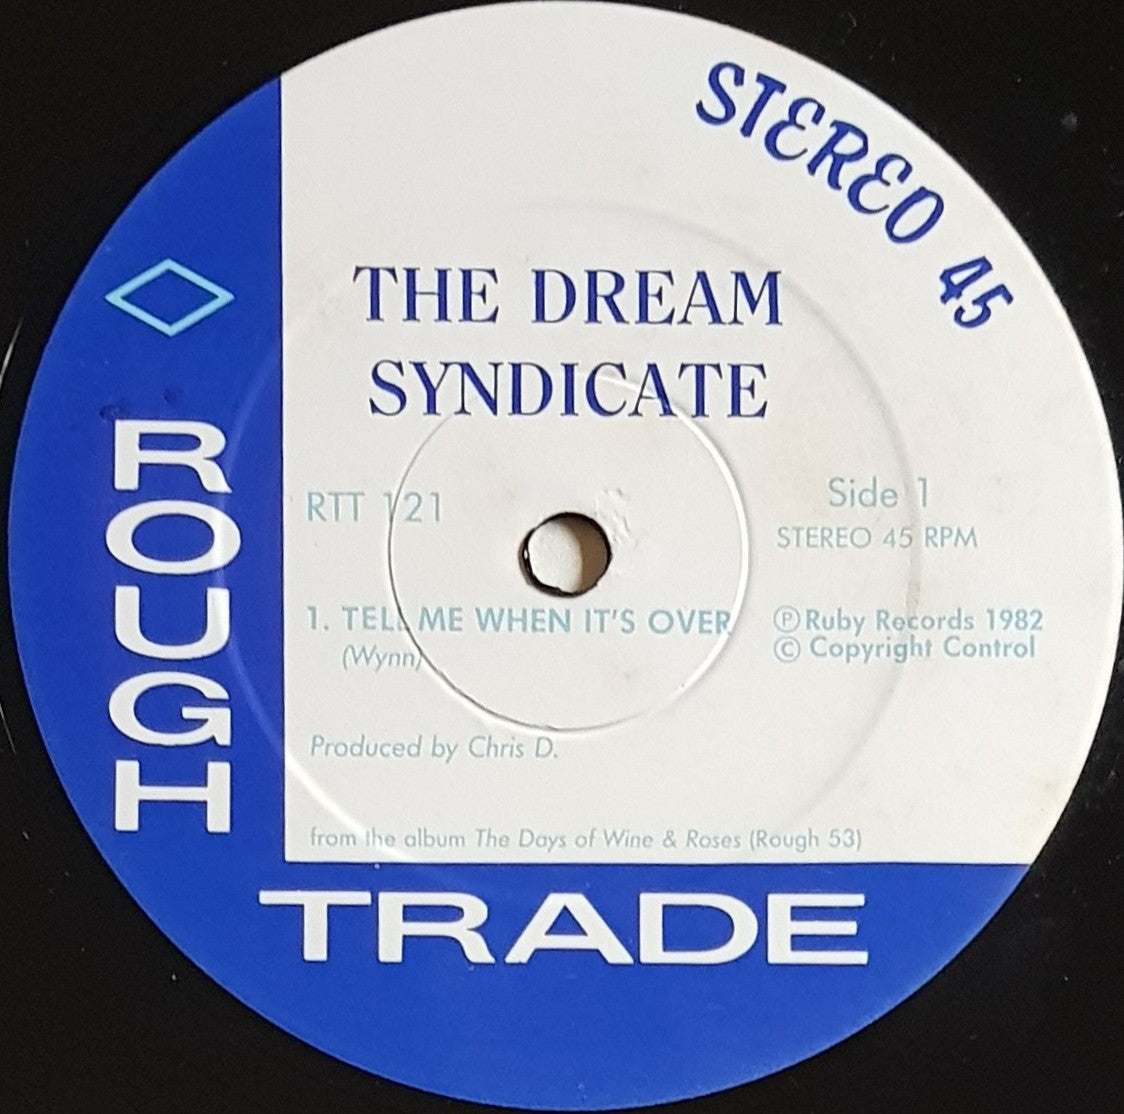 STEREO 45
THE DREAM
SYNDICATE
RTT 121
Side 1
STEREO 45 RPM
1. TELL ME WHEN IT'S OVER
(Wynn)
Ⓟ Ruby Records 1982
© Copyright Control
Produced by Chris D.
from the album The Days of Wine & Roses (Rough 53)
ROUGH
TRADE